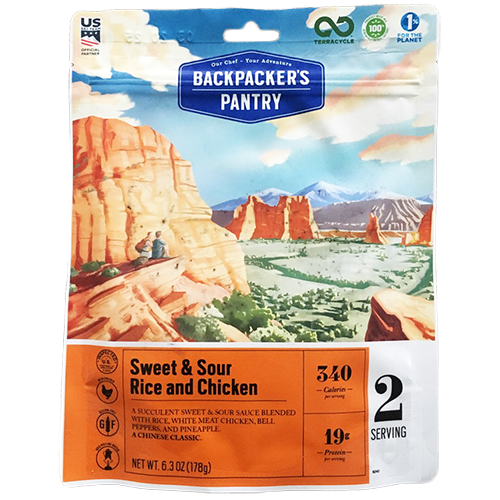 US
OFFICIAL
PARTNER
TERRACYCLE
100%
1%
FOR THE
PLANET
Our Chef - Your Adventure
BACKPACKER'S
PANTRY
Sweet & Sour
Rice and Chicken
A SUCCULENT SWEET & SOUR SAUCE BLENDED
WITH RICE, WHITE MEAT CHICKEN, BELL
PEPPERS, AND PINEAPPLE.
A CHINESE CLASSIC.
NET WT. 6.3 OZ (178g)
GF
340
Calories
per serving
19g
Protein
per serving
2
SERVING